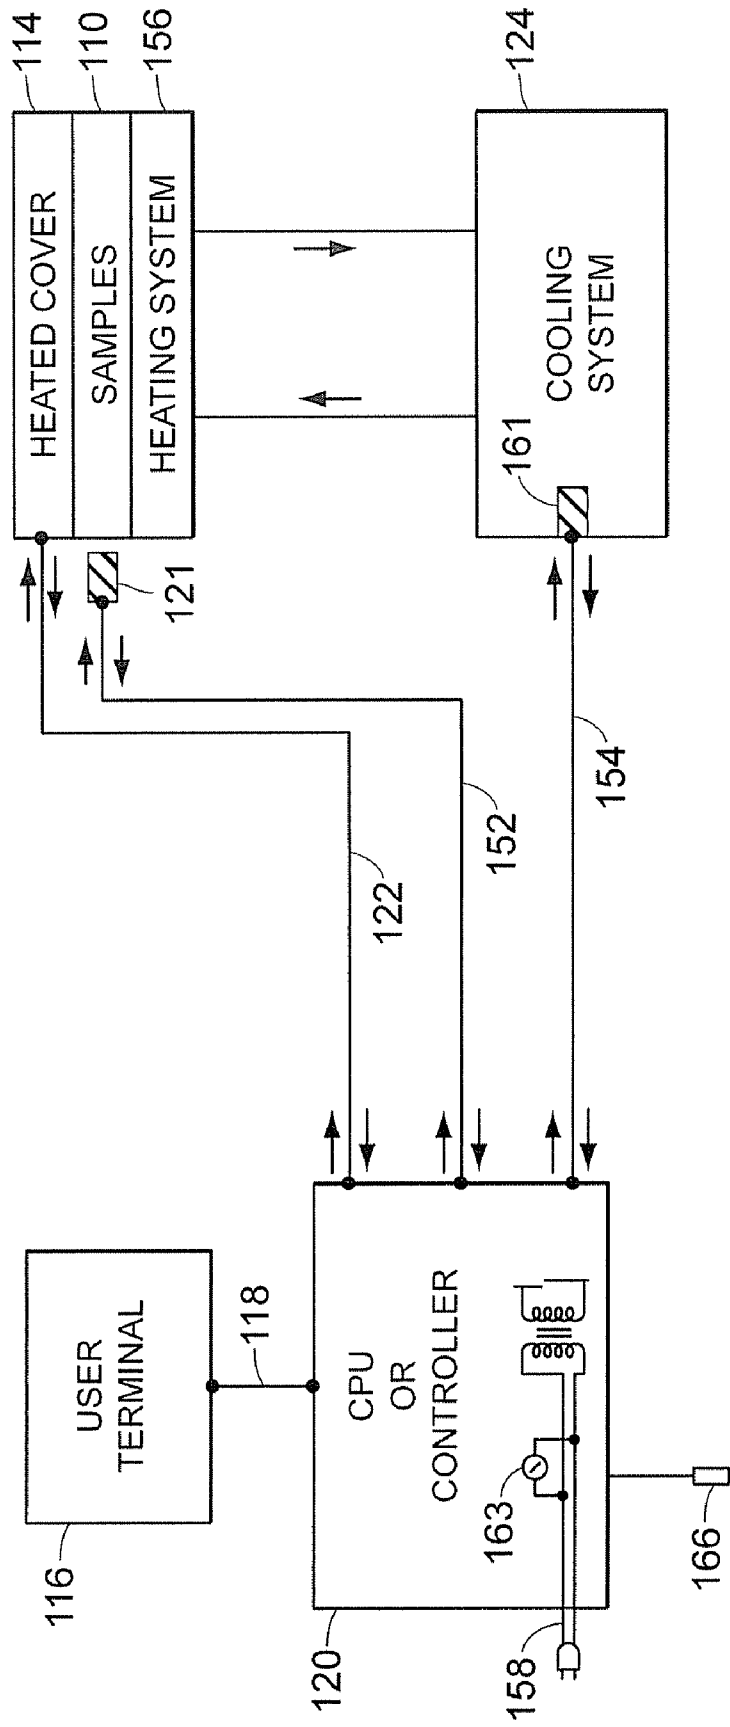 116
USER
TERMINAL
118
120
CPU
OR
CONTROLLER
163
158
166
122
152
154
114
110
156
HEATED COVER
SAMPLES
HEATING SYSTEM
121
124
COOLING
SYSTEM
161